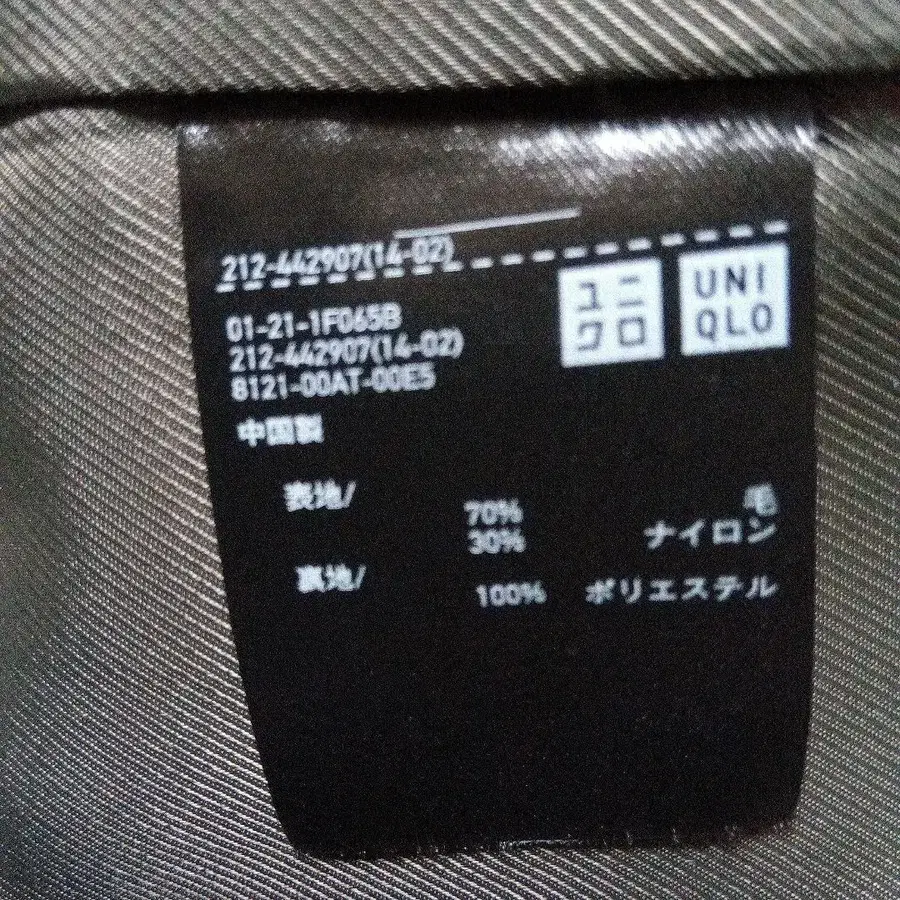 212-442907(14-02)
ユニ
クロ
UNI
QLO
01-21-1F065B
212-442907(14-02)
8121-00AT-00E5
中国製
表地/
70% 毛
30% ナイロン
裏地/
100% ポリエステル